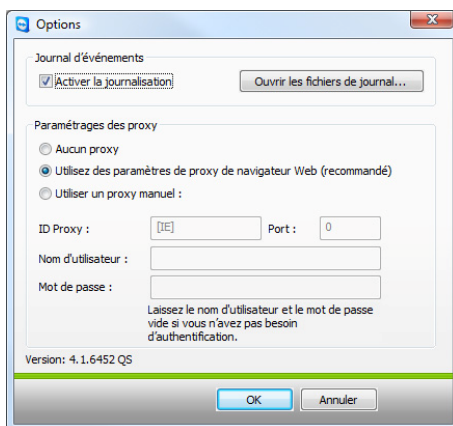 Options
Journal d'événements
Activer la journalisation
Ouvrir les fichiers de journal...
Paramétrages des proxy
Aucun proxy
Utilisez des paramètres de proxy de navigateur Web (recommandé)
Utiliser un proxy manuel :
ID Proxy :
[IE]
Port :
0
Nom d'utilisateur :
Mot de passe :
Laissez le nom d'utilisateur et le mot de passe
vide si vous n'avez pas besoin
d'authentification.
Version: 4.1.6452 QS
OK
Annuler